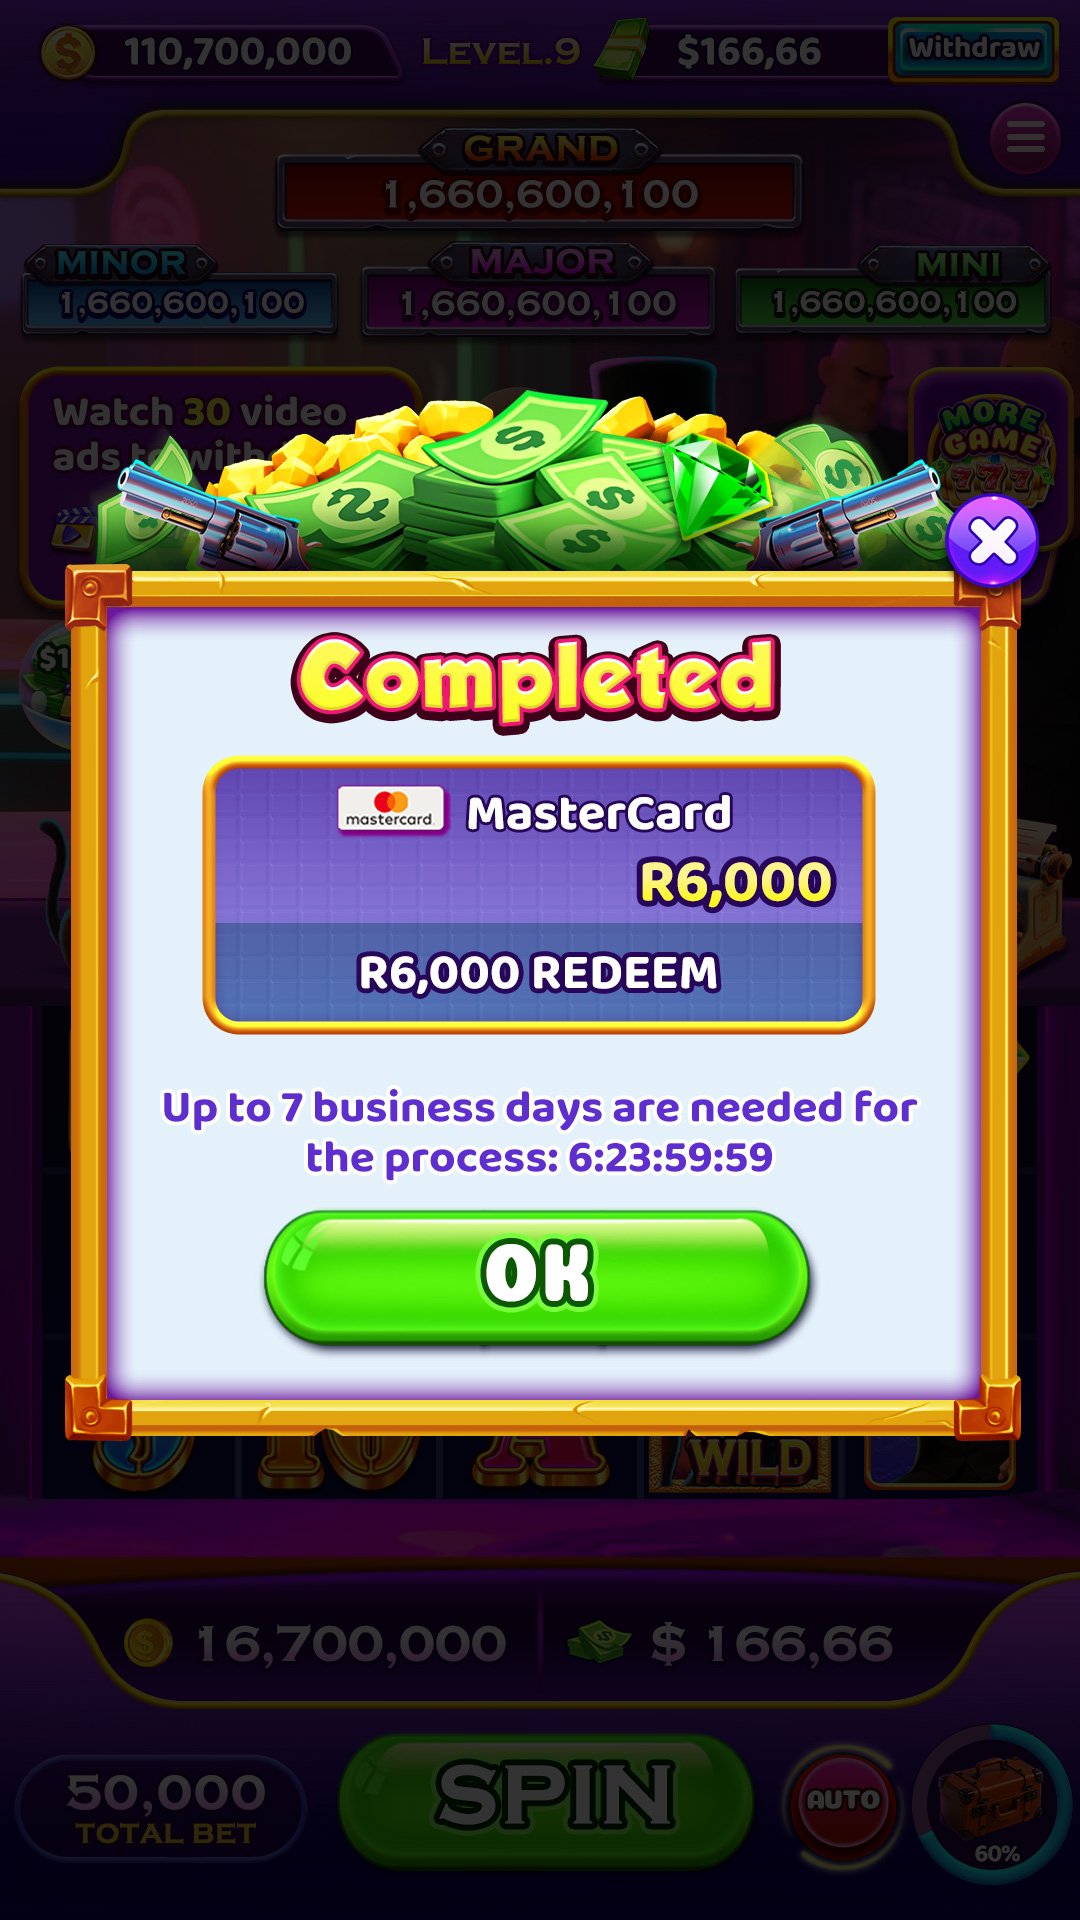 110,700,000 LEVEL.9 $166,66 Withdraw
GRAND
1,660,600,100
MINOR MAJOR MINI
1,660,600,100 1,660,600,100 1,660,600,100
Watch 30 video
ads to with
MORE
GAME
777
$1
Completed
mastercard. MasterCard
R6,000
R6,000 REDEEM
Up to 7 business days are needed for
the process: 6:23:59:59
OK
J 10 A WILD
16,700,000 $ 166,66
50,000
TOTAL BET
SPIN
AUTO
60%